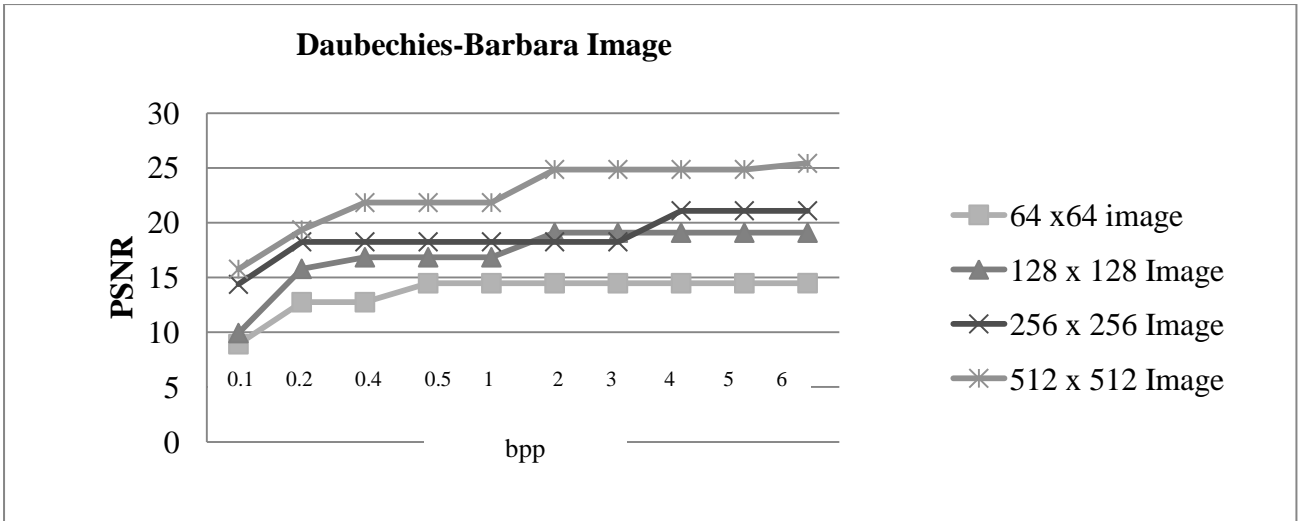 Daubechies-Barbara Image
PSNR
30
25
20
15
10
5
0
0.1 0.2 0.4 0.5 1 2 3 4 5 6
bpp
64 x64 image
128 x 128 Image
256 x 256 Image
512 x 512 Image